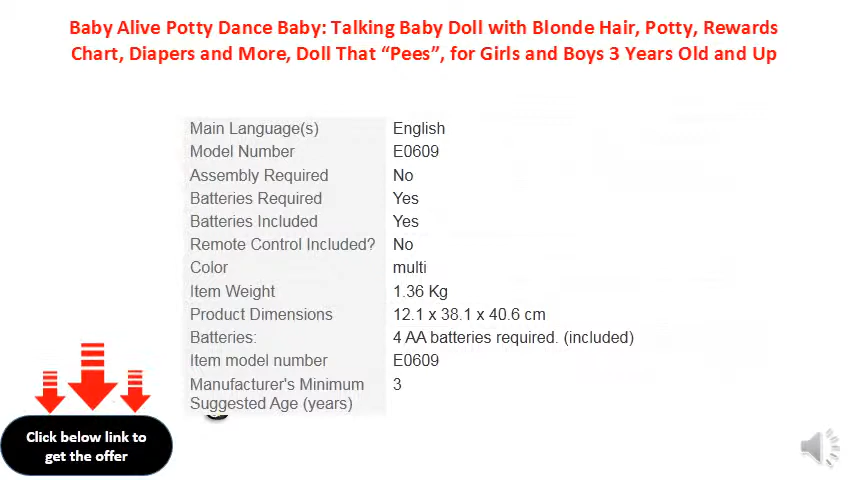 Baby Alive Potty Dance Baby: Talking Baby Doll with Blonde Hair, Potty, Rewards
Chart, Diapers and More, Doll That “Pees”, for Girls and Boys 3 Years Old and Up
Main Language(s) English
Model Number E0609
Assembly Required No
Batteries Required Yes
Batteries Included Yes
Remote Control Included? No
Color multi
Item Weight 1.36 Kg
Product Dimensions 12.1 x 38.1 x 40.6 cm
Batteries: 4 AA batteries required. (included)
Item model number E0609
Manufacturer's Minimum 3
Suggested Age (years)
Click below link to
get the offer